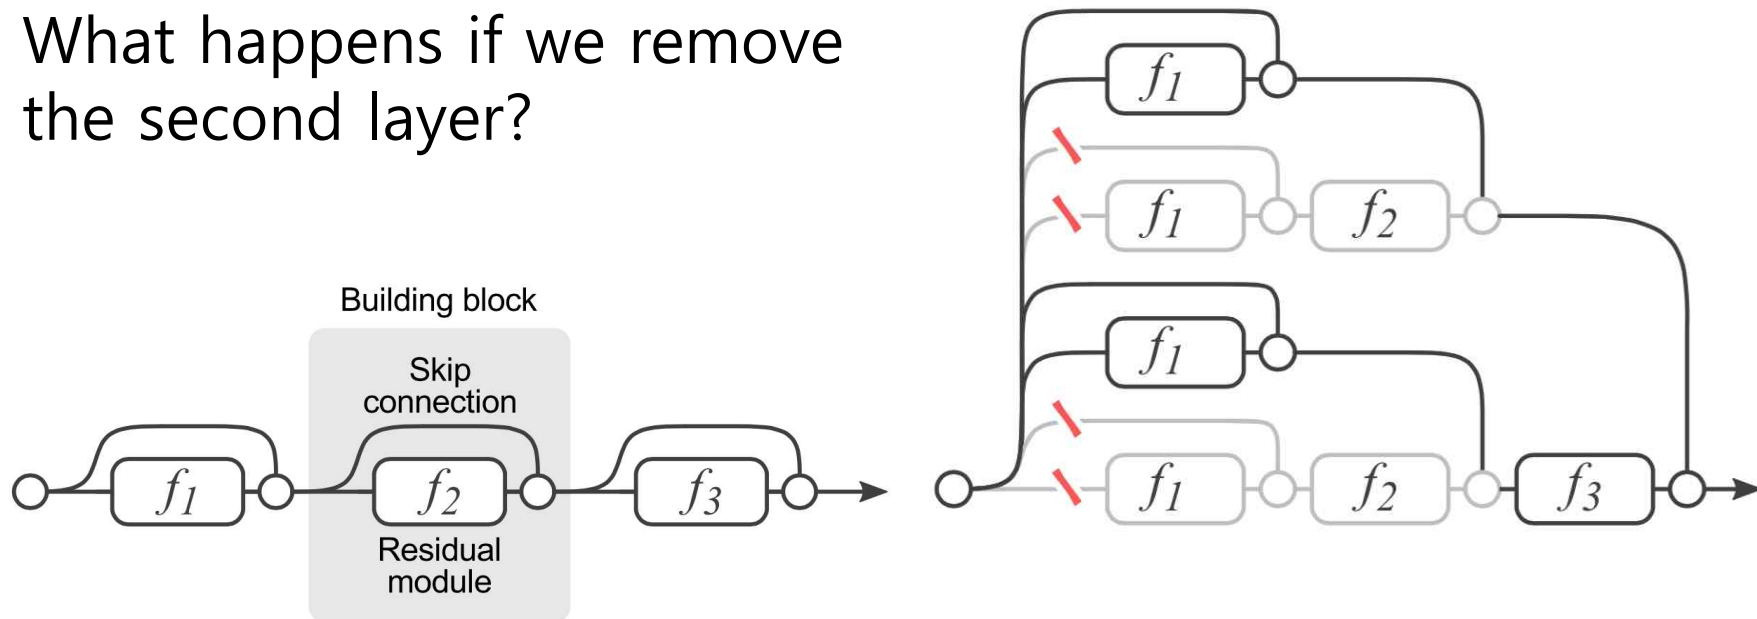 What happens if we remove
the second layer?
Building block
Skip
connection
f1
f2
f3
Residual
module
f1
f1
f2
f1
f1
f2
f3